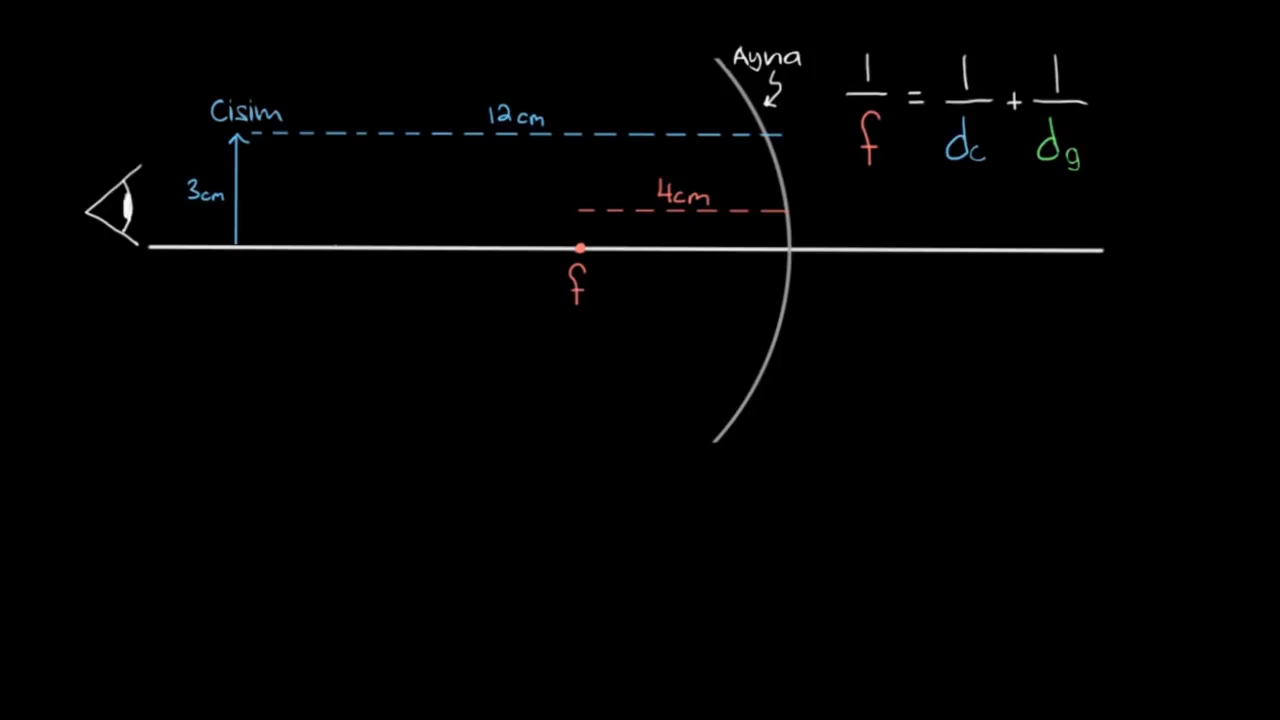 Ayna
Cisim
12cm
3cm
4cm
f
1/f = 1/dc + 1/dg